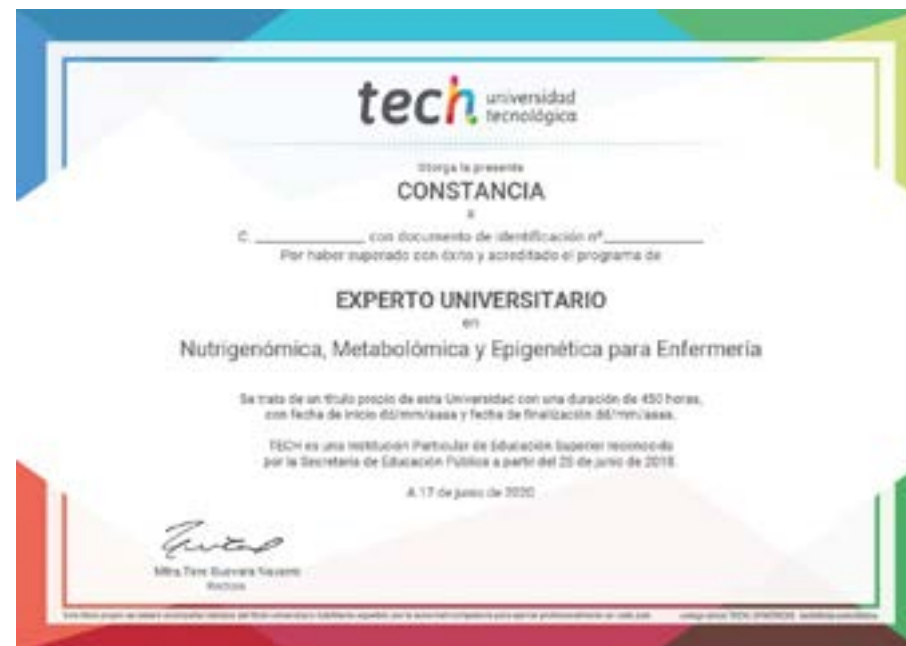 tech universidad
tecnológica
Otorga la presente
CONSTANCIA
a
C. ______________ con documento de identificación nº ____________
Por haber superado con éxito y acreditado el programa de
EXPERTO UNIVERSITARIO
en
Nutrigenómica, Metabolómica y Epigenética para Enfermería
Se trata de un título propio de esta Universidad con una duración de 450 horas,
con fecha de inicio dd/mm/aaaa y fecha de finalización dd/mm/aaaa.
TECH es una Institución Particular de Educación Superior reconocida
por la Secretaría de Educación Pública a partir del de junio de 2018.
A 17 de junio de 2020
Mtra. Tere Guevara Navarro
Rectora